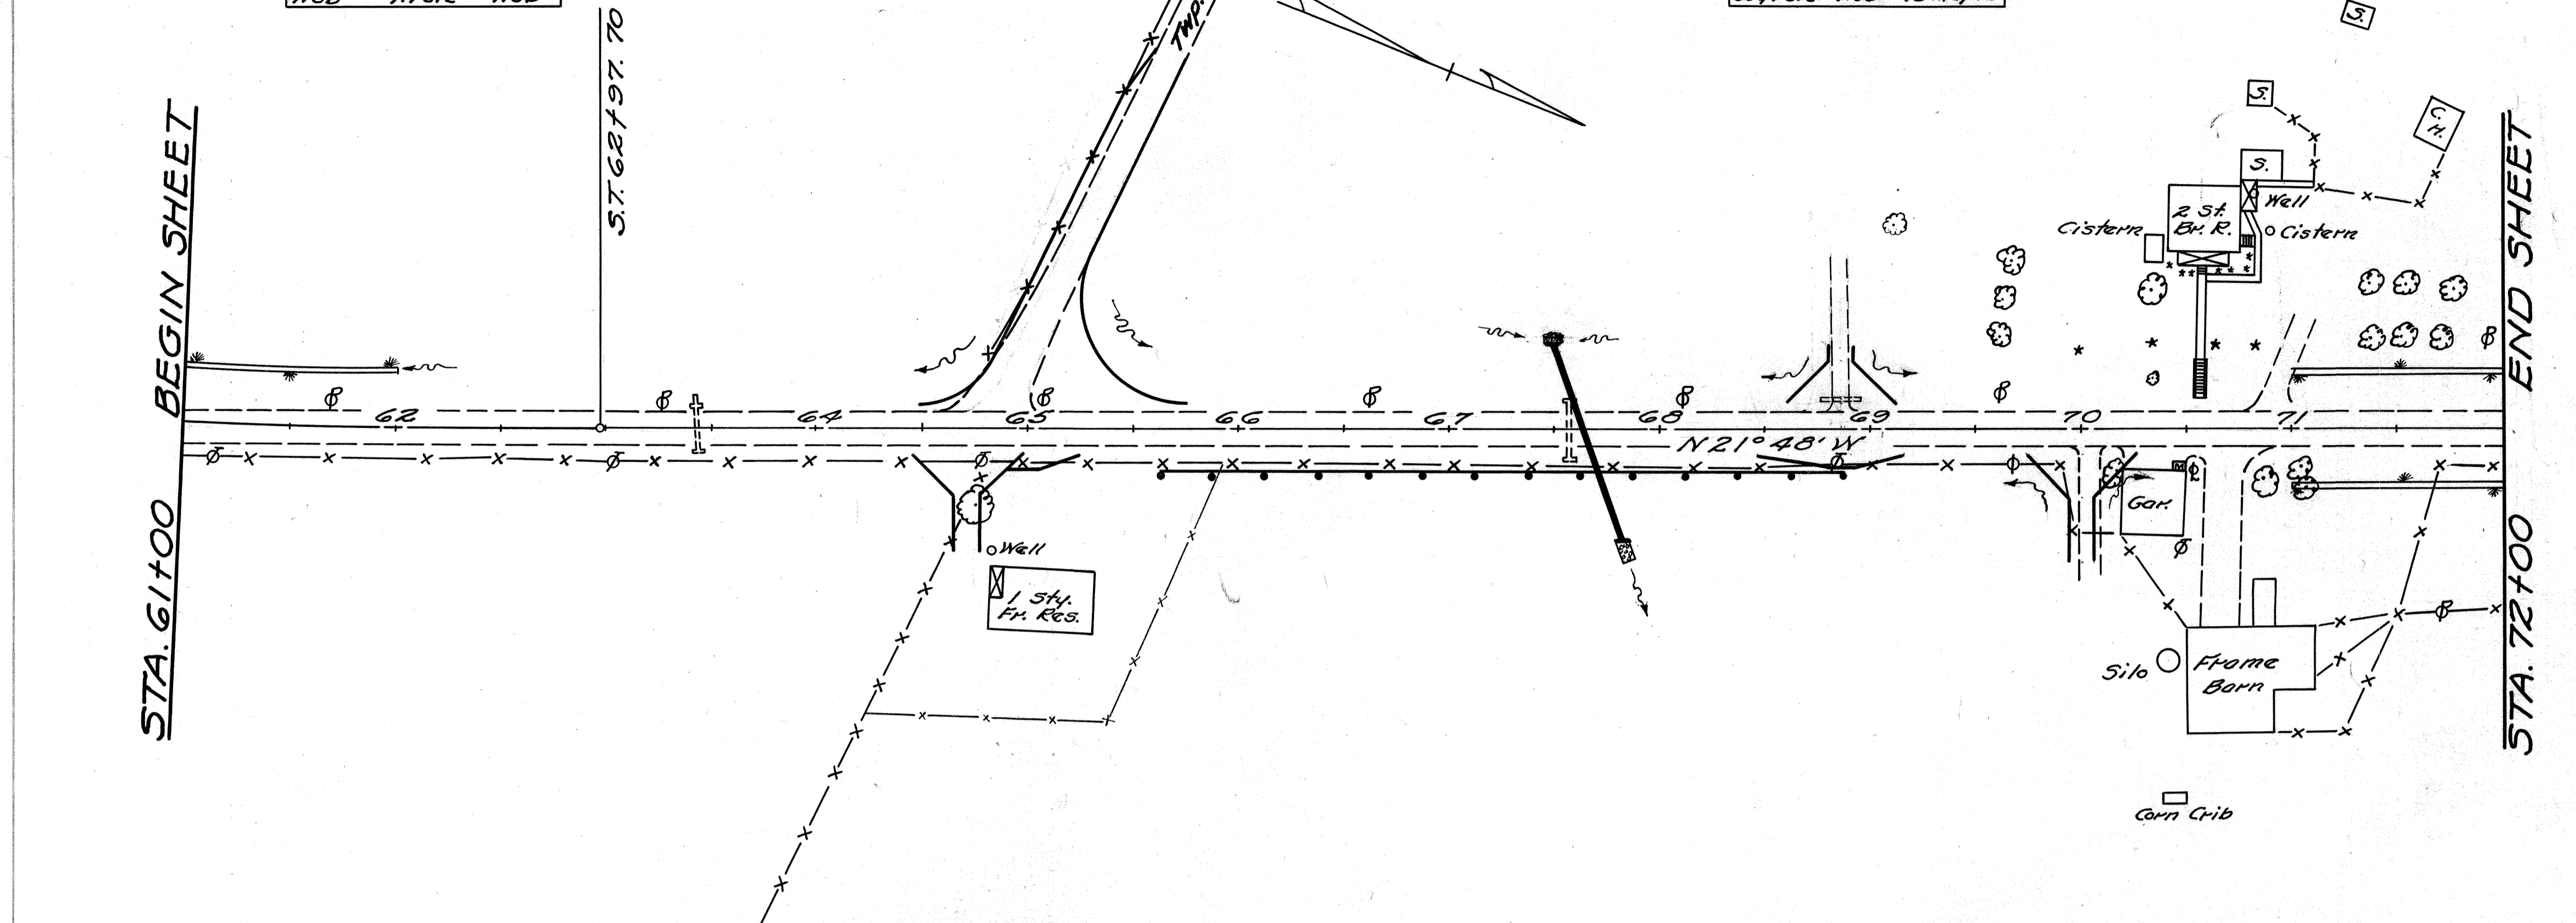 TWP.
S.
S.T. 62+97.70
BEGIN SHEET
STA. 61+00
END SHEET
STA. 72+00
S.
C.
H.
S.
2 St.
Br. R.
Well
Cistern
Cistern
62
64
65
66
67
68
69
70
71
N 21° 48' W
Well
1 Sty.
Fr. Res.
M
Gar.
Silo
Frame
Barn
Corn Crib